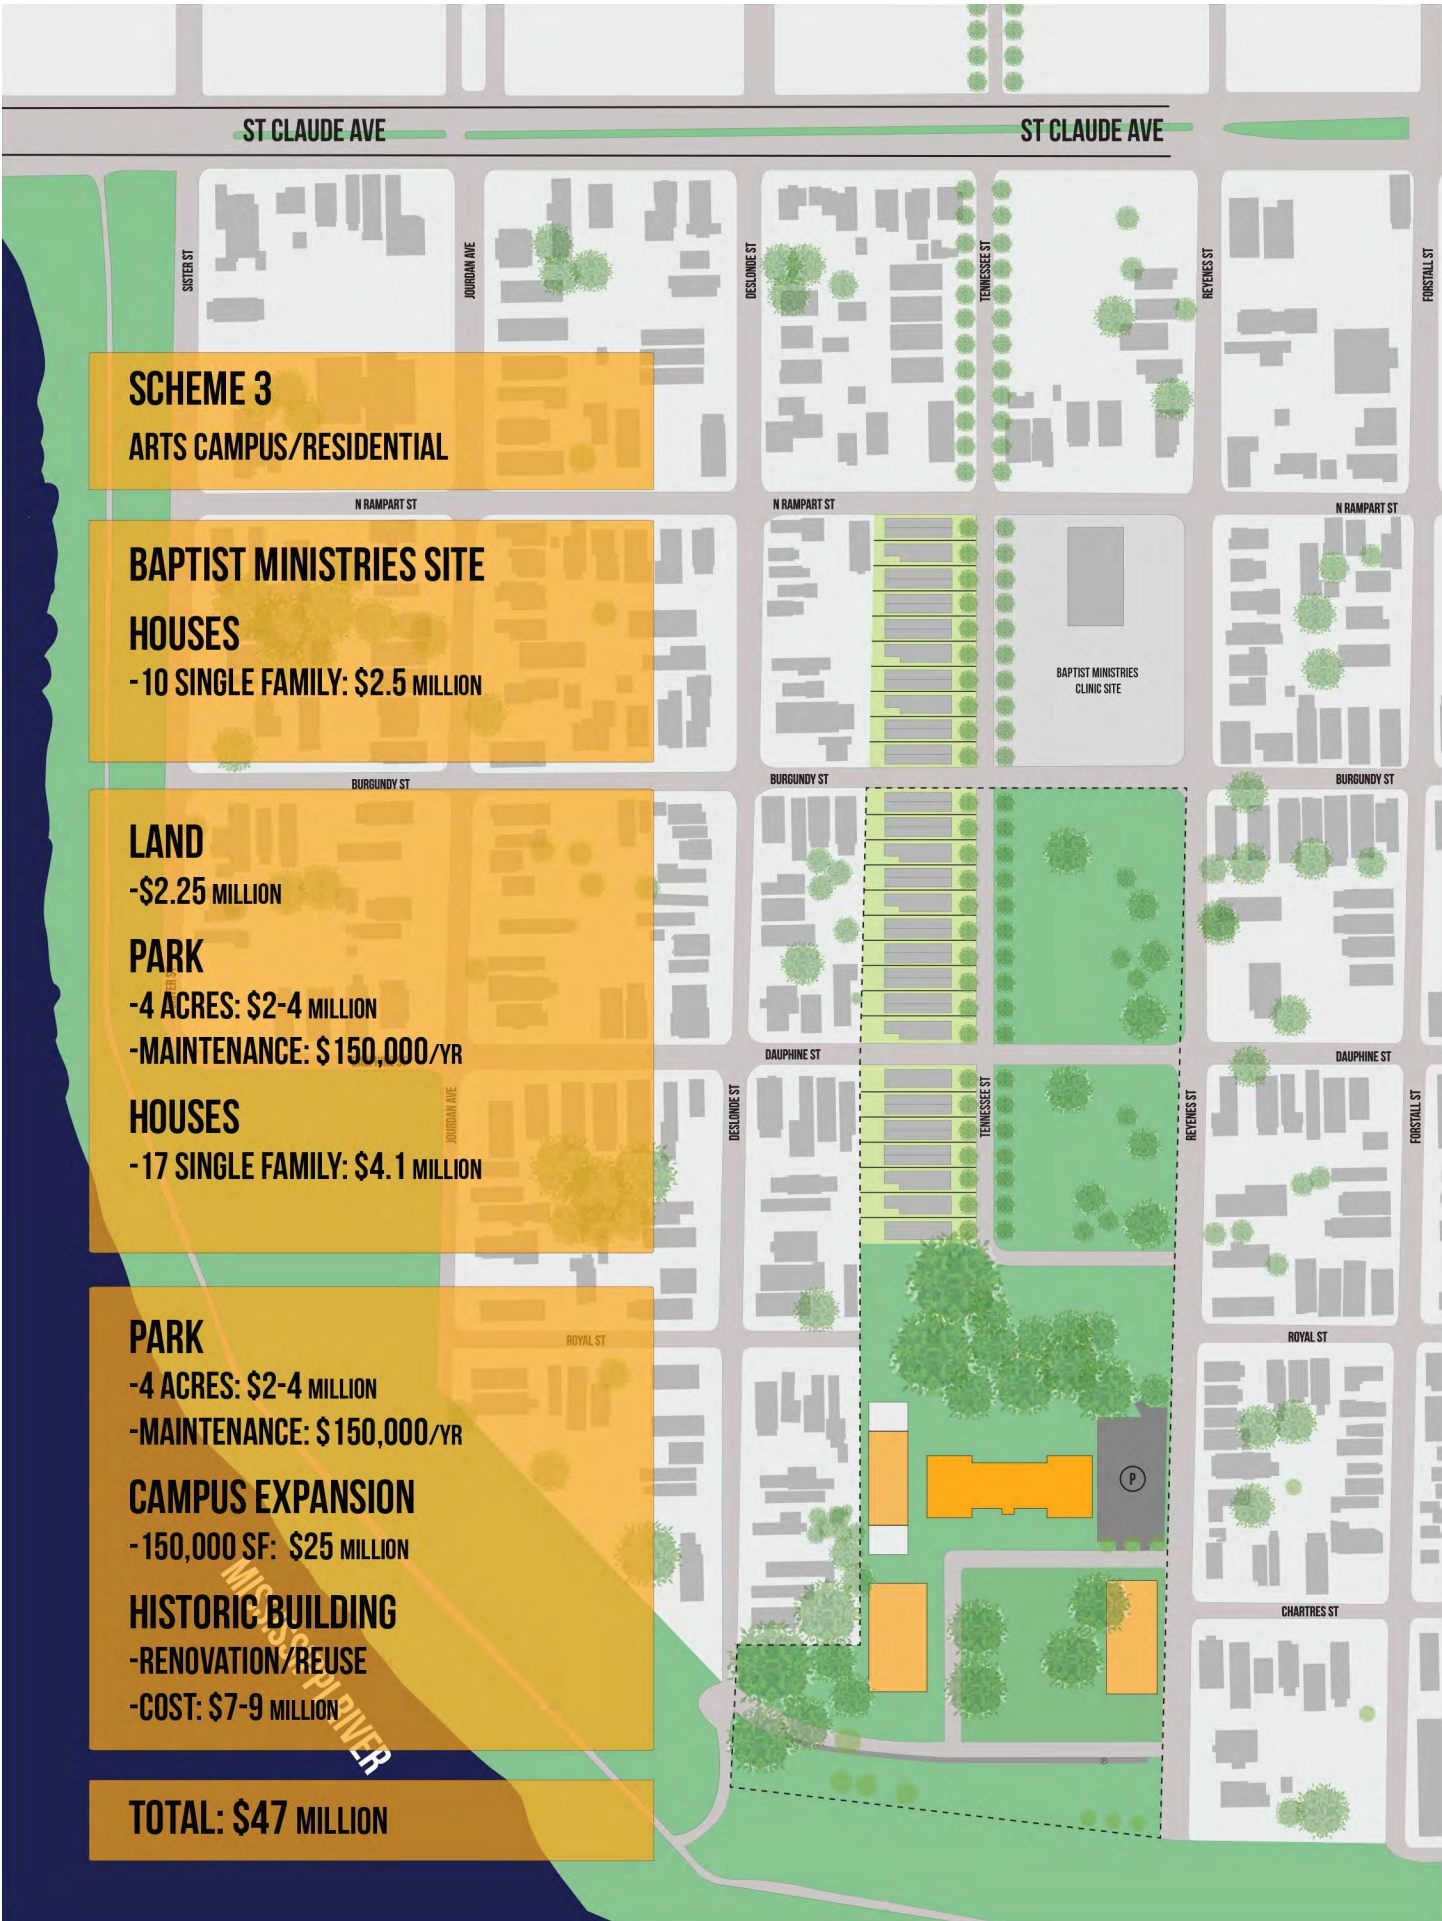 ST CLAUDE AVE
ST CLAUDE AVE
SISTER ST
JOURDAN AVE
DESLONDE ST
TENNESSEE ST
REYENES ST
FORSTALL ST
SCHEME 3
ARTS CAMPUS/RESIDENTIAL
N RAMPART ST
N RAMPART ST
N RAMPART ST
BAPTIST MINISTRIES SITE
HOUSES
-10 SINGLE FAMILY: $2.5 MILLION
BAPTIST MINISTRIES
CLINIC SITE
BURGUNDY ST
BURGUNDY ST
BURGUNDY ST
LAND
-$2.25 MILLION
PARK
-4 ACRES: $2-4 MILLION
-MAINTENANCE: $150,000/YR
DAUPHINE ST
DAUPHINE ST
HOUSES
-17 SINGLE FAMILY: $4.1 MILLION
JOURDAN AVE
DESLONDE ST
TENNESSEE ST
REYENES ST
FORSTALL ST
ROYAL ST
ROYAL ST
PARK
-4 ACRES: $2-4 MILLION
-MAINTENANCE: $150,000/YR
CAMPUS EXPANSION
-150,000 SF: $25 MILLION
P
HISTORIC BUILDING
-RENOVATION/REUSE
-COST: $7-9 MILLION
CHARTRES ST
MISSISSIPPI RIVER
TOTAL: $47 MILLION